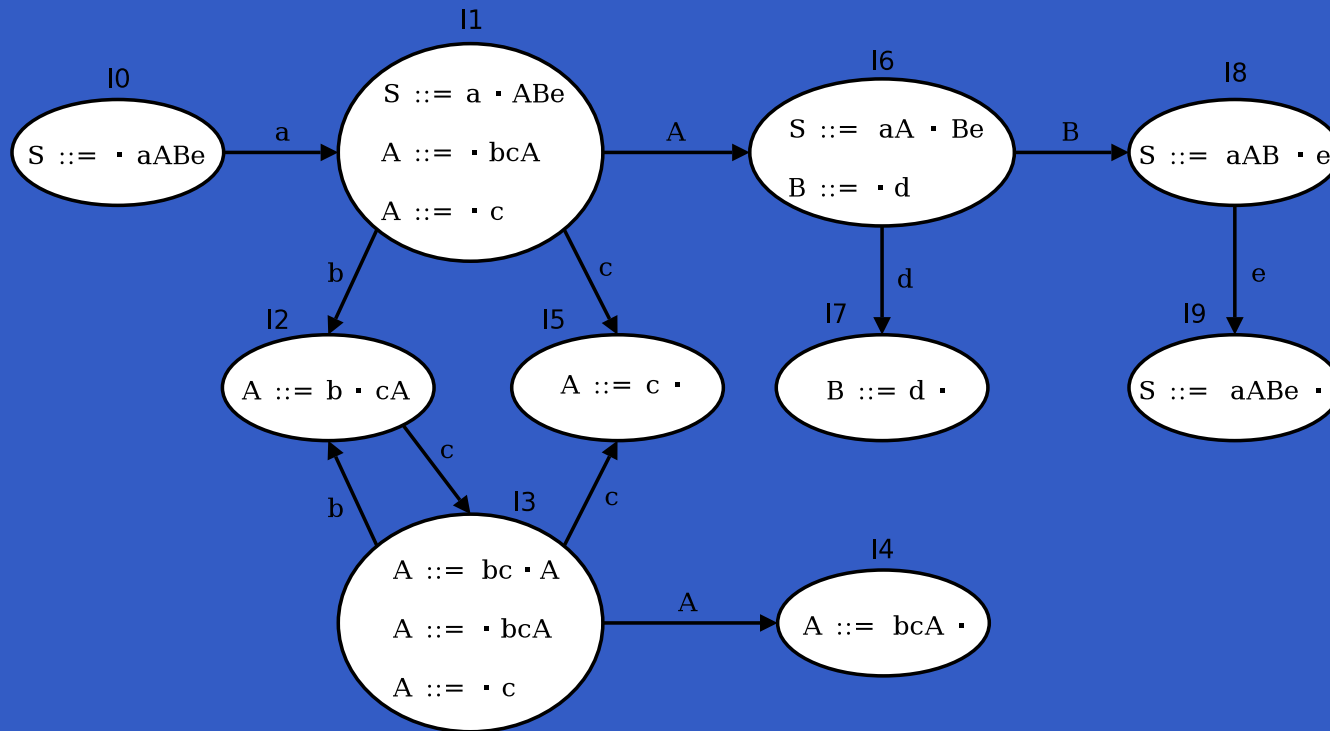 I0
S ::= · aABe
a
I1
S ::= a · ABe
A ::= · bcA
A ::= · c
A
I6
S ::= aA · Be
B ::= · d
B
I8
S ::= aAB · e
b
c
d
e
I2
A ::= b · cA
I5
A ::= c ·
I7
B ::= d ·
I9
S ::= aABe ·
b
c
c
I3
A ::= bc · A
A ::= · bcA
A ::= · c
A
I4
A ::= bcA ·